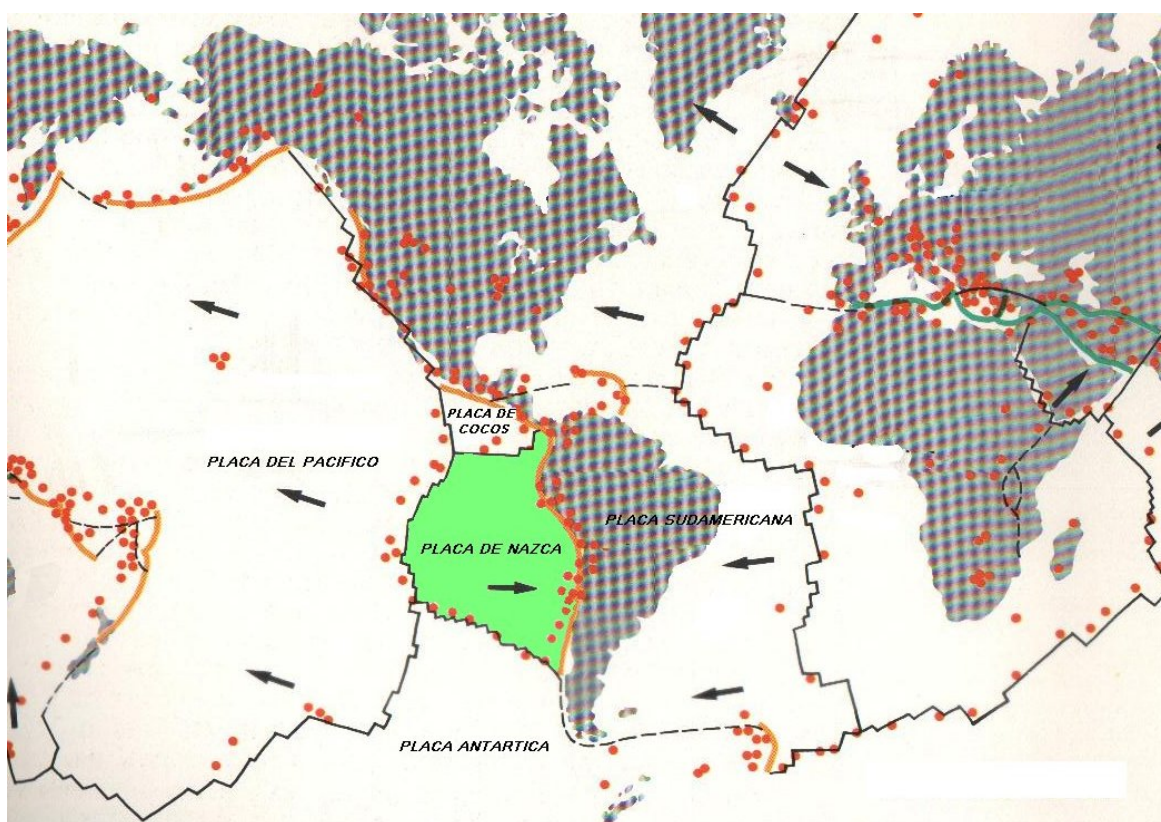 PLACA DE
COCOS
PLACA DEL PACIFICO
PLACA SUDAMERICANA
PLACA DE NAZCA
PLACA ANTARTICA